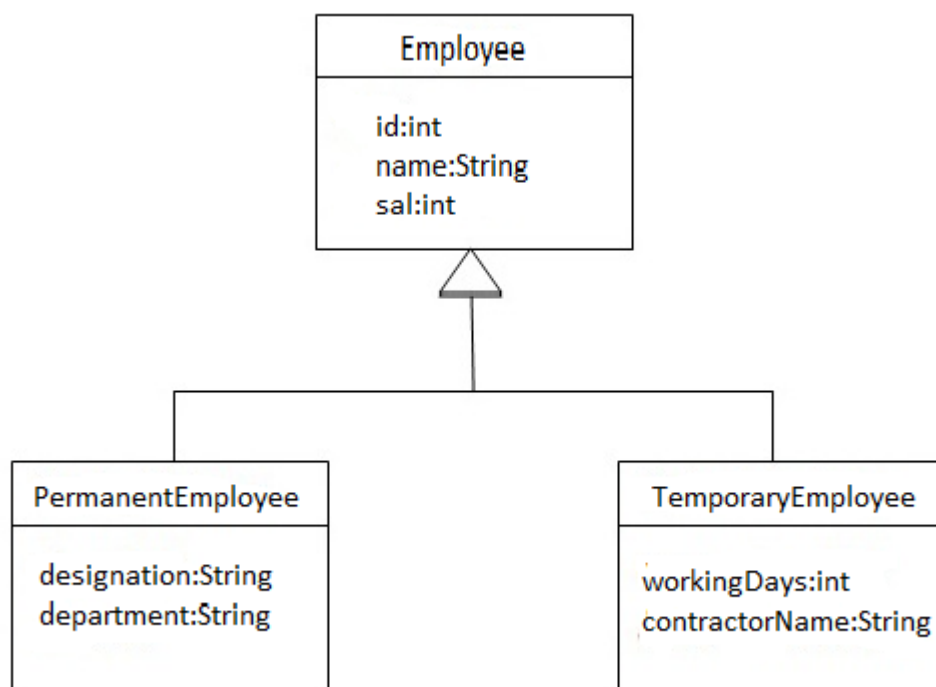 Employee
id:int
name:String
sal:int
PermanentEmployee
designation:String
department:String
TemporaryEmployee
workingDays:int
contractorName:String